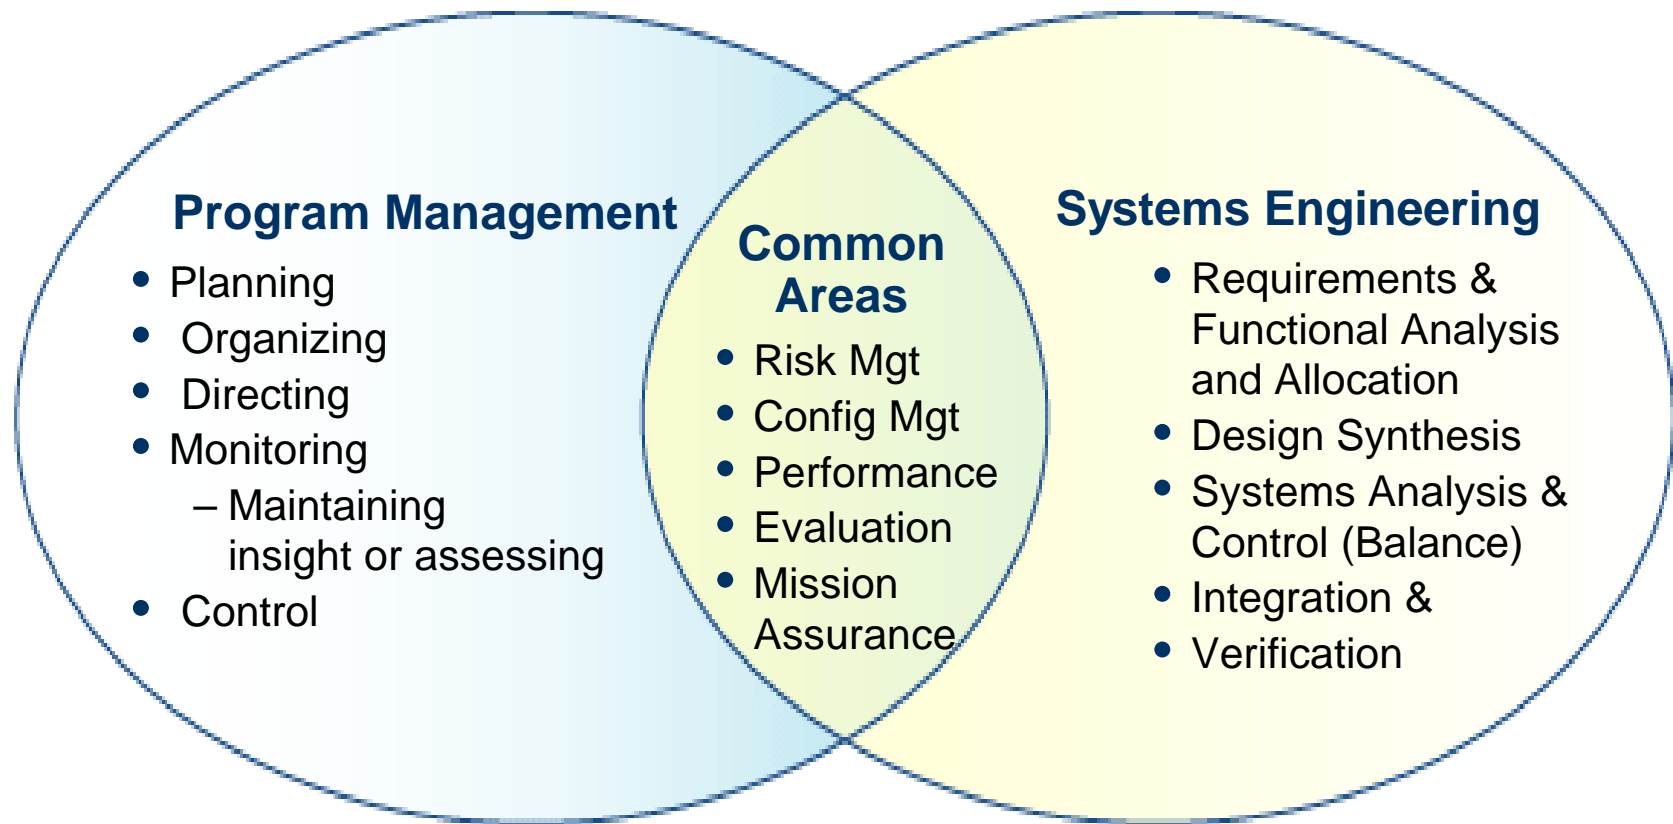 Program Management
• Planning
• Organizing
• Directing
• Monitoring
– Maintaining
insight or assessing
• Control
Common
Areas
• Risk Mgt
• Config Mgt
• Performance
• Evaluation
• Mission
Assurance
Systems Engineering
• Requirements &
Functional Analysis
and Allocation
• Design Synthesis
• Systems Analysis &
Control (Balance)
• Integration &
• Verification